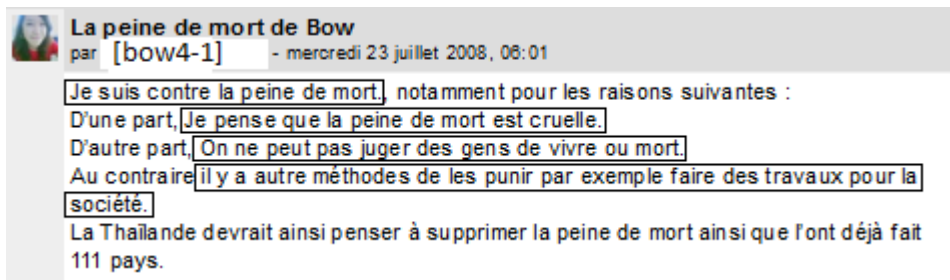 La peine de mort de Bow
par [bow4-1] - mercredi 23 juillet 2008, 06:01
Je suis contre la peine de mort., notamment pour les raisons suivantes :
D'une part, Je pense que la peine de mort est cruelle.
D'autre part, On ne peut pas juger des gens de vivre ou mort.
Au contraire il y a autre méthodes de les punir par exemple faire des travaux pour la
société.
La Thaïlande devrait ainsi penser à supprimer la peine de mort ainsi que l'ont déjà fait
111 pays.